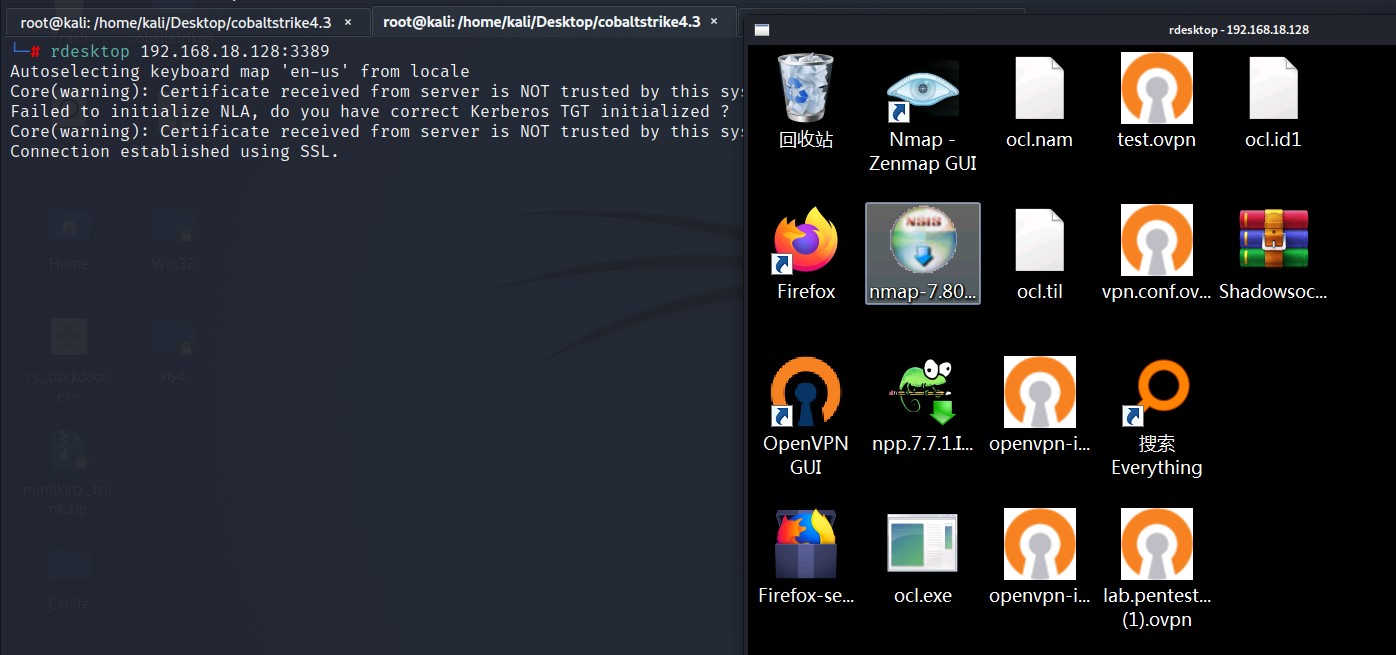 root@kali: /home/kali/Desktop/cobaltstrike4.3 ×
root@kali: /home/kali/Desktop/cobaltstrike4.3 ×
└─# rdesktop 192.168.18.128:3389
Autoselecting keyboard map 'en-us' from locale
Core(warning): Certificate received from server is NOT trusted by this sys
Failed to initialize NLA, do you have correct Kerberos TGT initialized ?
Core(warning): Certificate received from server is NOT trusted by this sys
Connection established using SSL.
Home
Win32
rs_backdoor
exe
x64
mimikatz_tru
nk.zip
Cknife
rdesktop - 192.168.18.128
回收站
Nmap -
Zenmap GUI
ocl.nam
test.ovpn
ocl.id1
NSIS
Firefox
nmap-7.80...
ocl.til
vpn.conf.ov...
Shadowsoc...
OpenVPN
GUI
npp.7.7.1.I...
openvpn-i...
搜索
Everything
Firefox-se...
ocl.exe
openvpn-i...
lab.pentest...
(1).ovpn